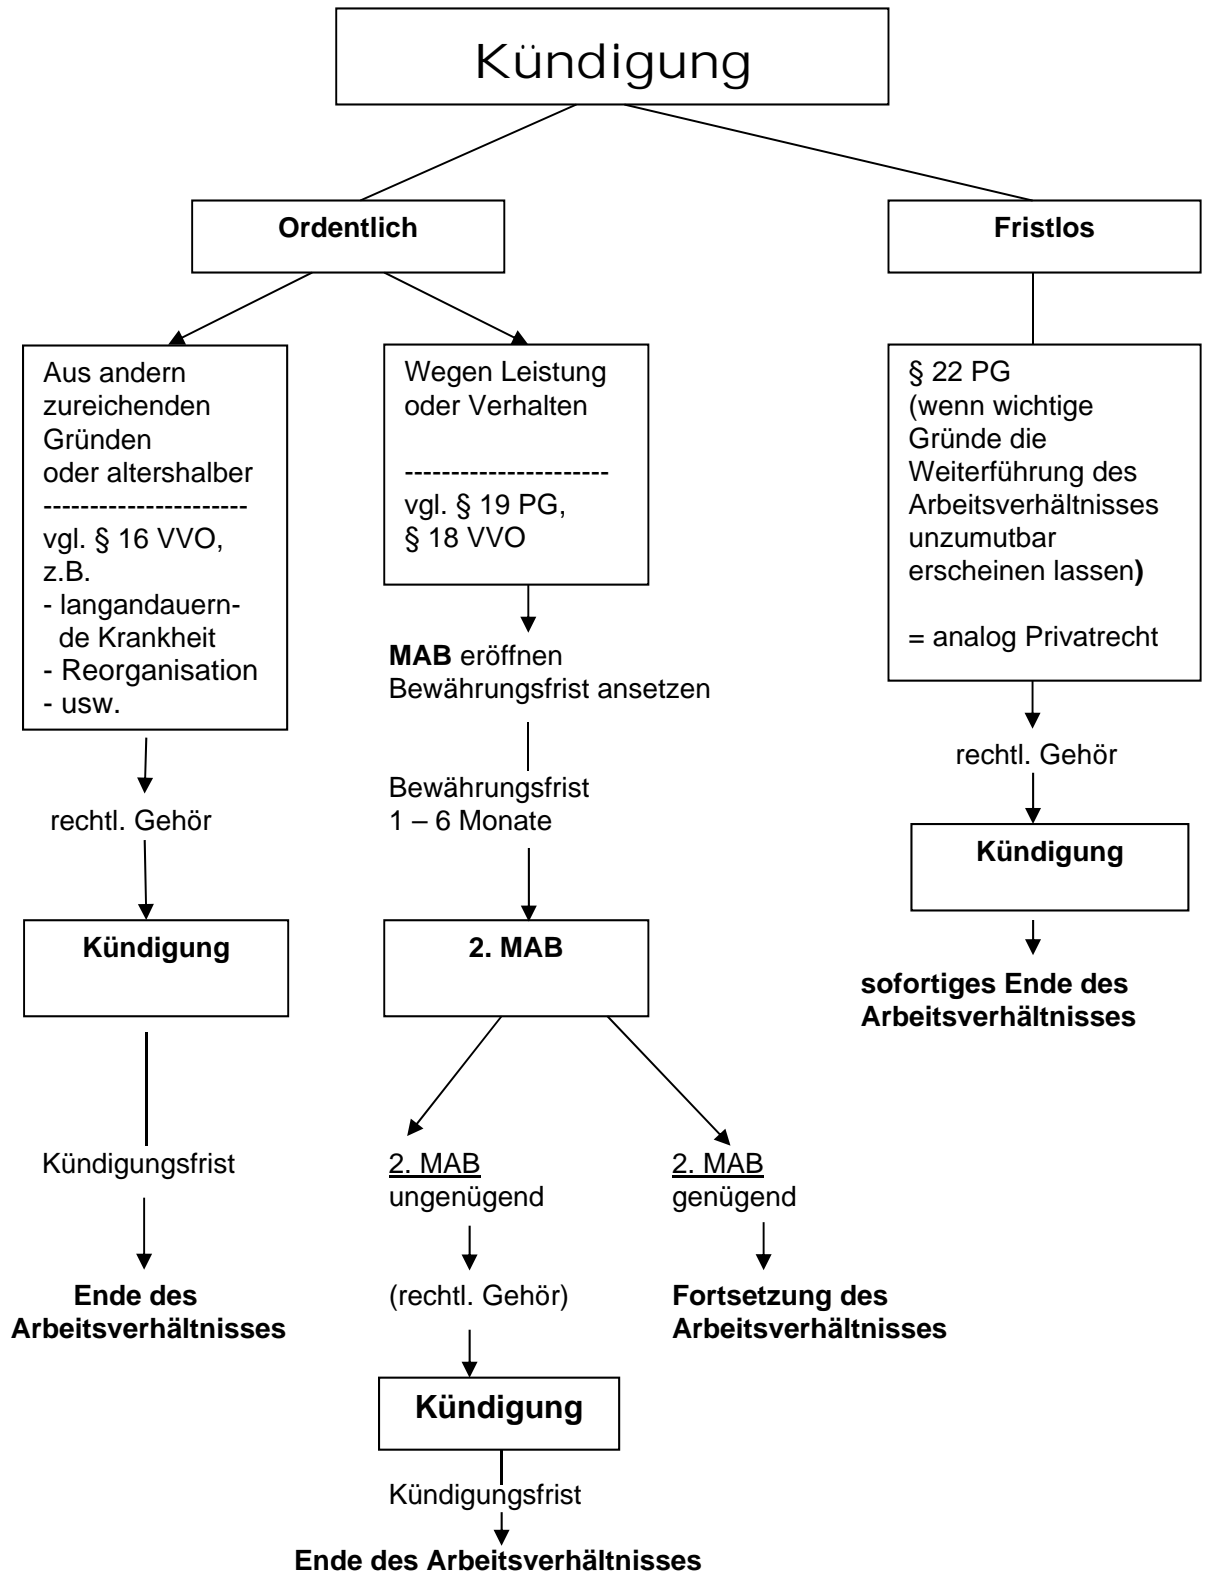 Kündigung
Ordentlich
Fristlos
Aus andern
zureichenden
Gründen
oder altershalber
----------------------
vgl. § 16 VVO,
z.B.
- langandauern-
de Krankheit
- Reorganisation
- usw.
rechtl. Gehör
Kündigung
Kündigungsfrist
Ende des
Arbeitsverhältnisses
Wegen Leistung
oder Verhalten
----------------------
vgl. § 19 PG,
§ 18 VVO
MAB eröffnen
Bewährungsfrist ansetzen
Bewährungsfrist
1 – 6 Monate
2. MAB
2. MAB
ungenügend
(rechtl. Gehör)
Kündigung
Kündigungsfrist
Ende des Arbeitsverhältnisses
2. MAB
genügend
Fortsetzung des
Arbeitsverhältnisses
§ 22 PG
(wenn wichtige
Gründe die
Weiterführung des
Arbeitsverhältnisses
unzumutbar
erscheinen lassen)
= analog Privatrecht
rechtl. Gehör
Kündigung
sofortiges Ende des
Arbeitsverhältnisses